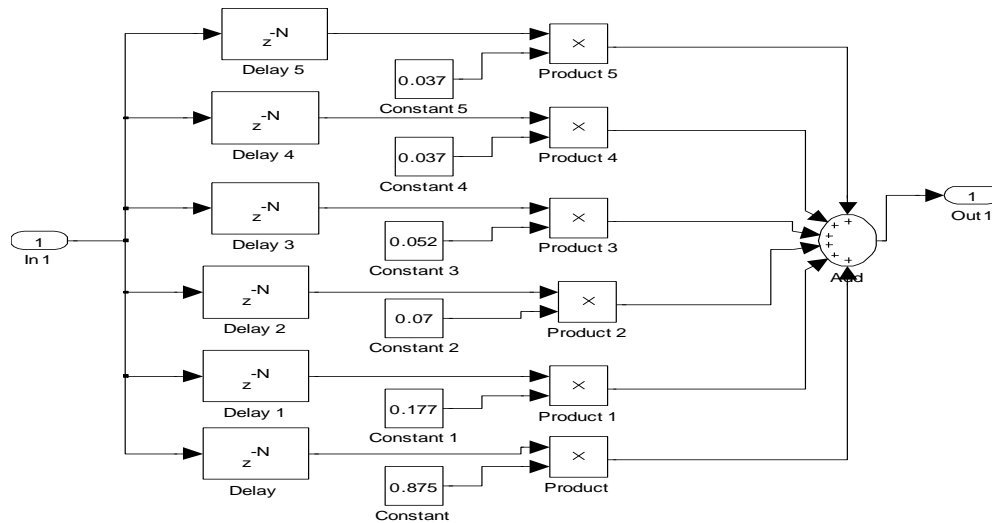 z-N
Delay 5
×
Product 5
0.037
Constant 5
z-N
Delay 4
×
Product 4
0.037
Constant 4
z-N
Delay 3
×
Product 3
0.052
Constant 3
1
In 1
1
Out 1
+
+
+
+
+
+
Add
z-N
Delay 2
×
Product 2
0.07
Constant 2
z-N
Delay 1
×
Product 1
0.177
Constant 1
z-N
Delay
×
Product
0.875
Constant